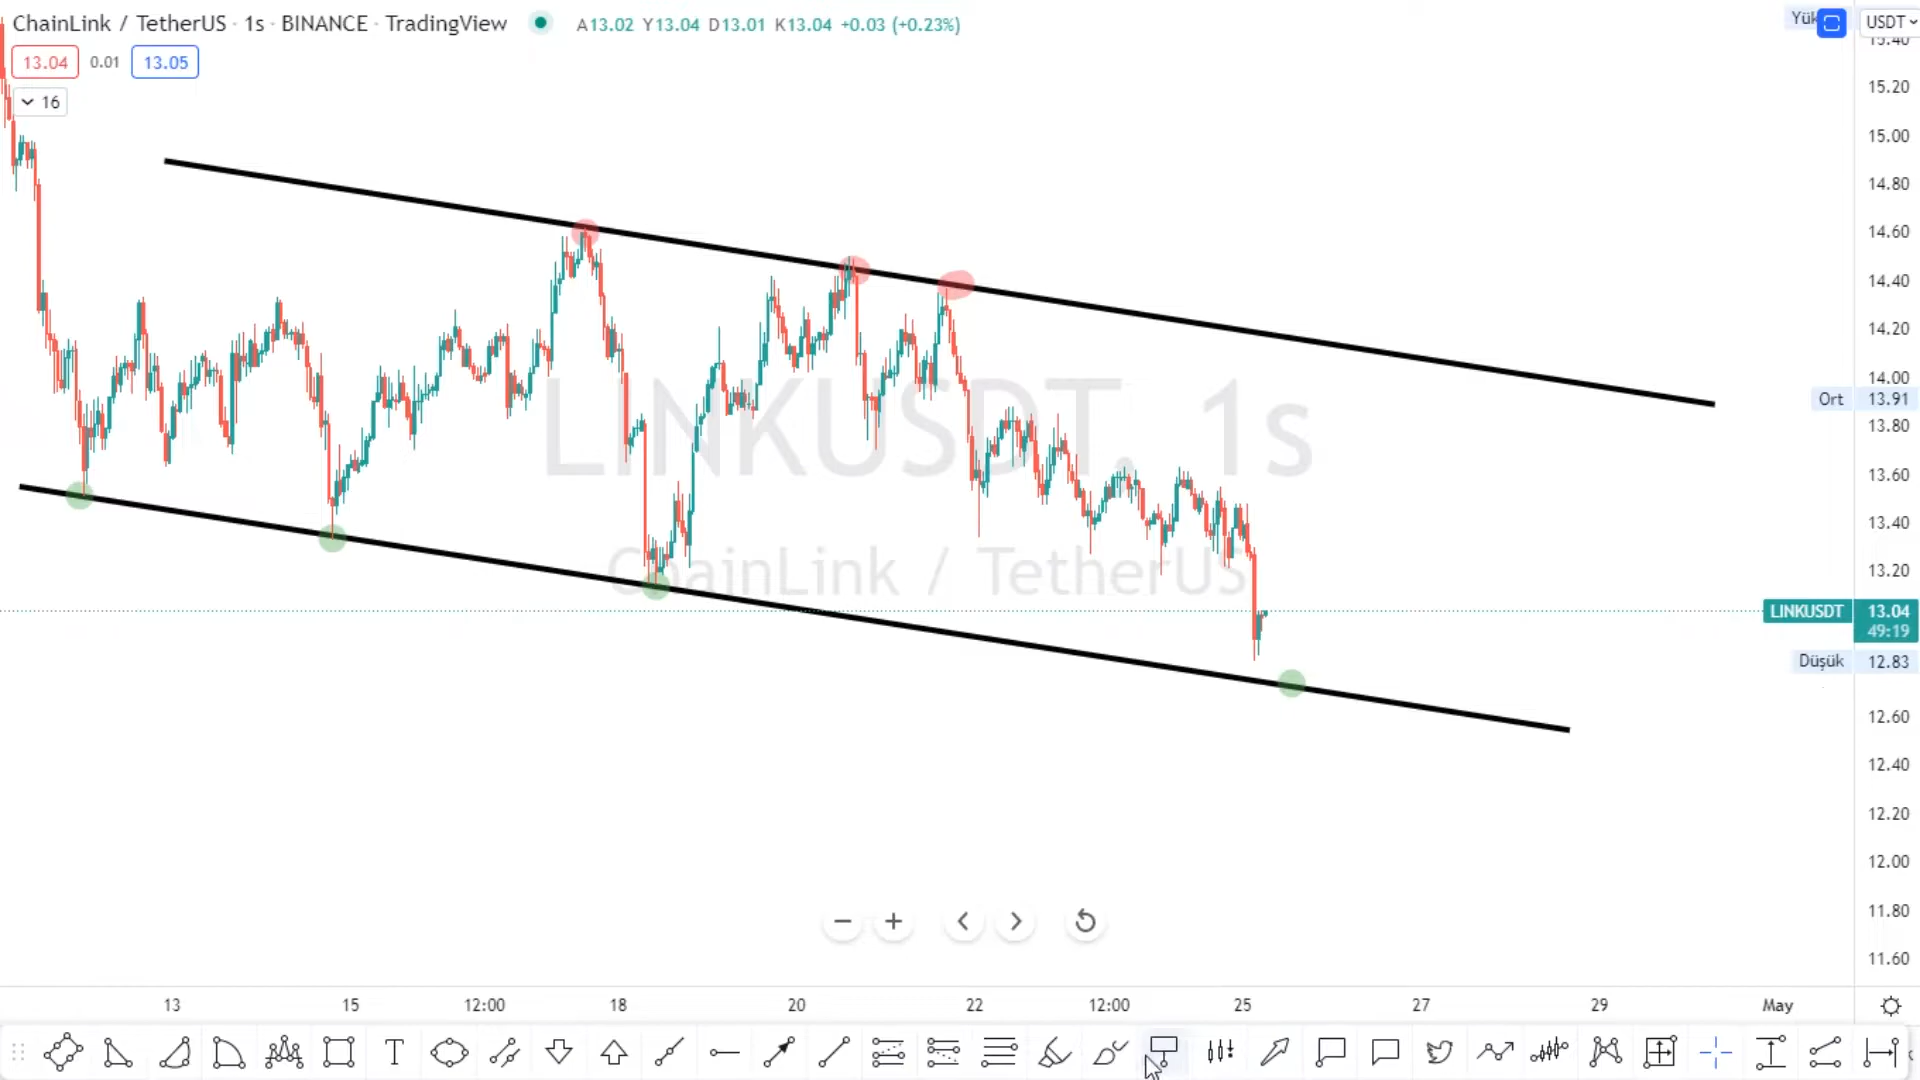 ChainLink / TetherUS · 1s · BINANCE · TradingView A13.02 Y13.04 D13.01 K13.04 +0.03 (+0.23%)
Yük USDT
15.40
13.04 0.01 13.05
16
15.20
15.00
14.80
14.60
14.40
14.20
14.00
Ort 13.91
13.80
LINKUSDT, 1s
13.60
13.40
ChainLink / TetherUS
13.20
LINKUSDT 13.04
49:19
Düşük 12.83
12.60
12.40
12.20
12.00
11.80
11.60
13 15 12:00 18 20 22 12:00 25 27 29 May